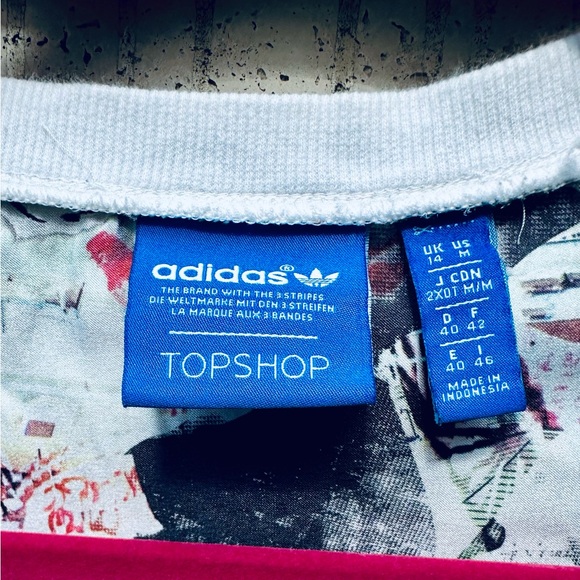 adidas®
THE BRAND WITH THE 3 STRIPES
DIE WELTMARKE MIT DEN 3 STREIFEN
LA MARQUE AUX 3 BANDES
TOPSHOP
UK US
14 M
J CDN
2XOT M/M
D F
40 42
E I
40 46
MADE IN
INDONESIA